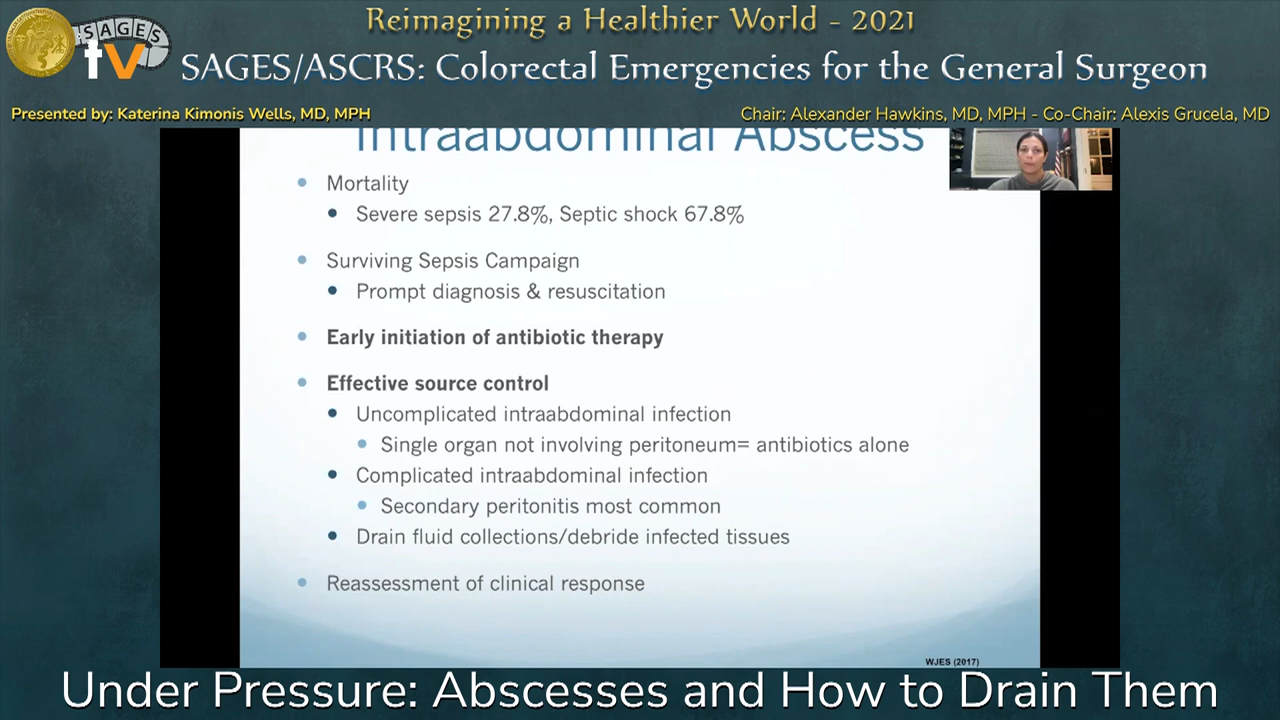 Reimagining a Healthier World - 2021
SAGES
tv
SAGES/ASCRS: Colorectal Emergencies for the General Surgeon
Presented by: Katerina Kimonis Wells, MD, MPH
Chair: Alexander Hawkins, MD, MPH - Co-Chair: Alexis Grucela, MD
Intraabdominal Abscess
Mortality
Severe sepsis 27.8%, Septic shock 67.8%
Surviving Sepsis Campaign
Prompt diagnosis & resuscitation
Early initiation of antibiotic therapy
Effective source control
Uncomplicated intraabdominal infection
Single organ not involving peritoneum= antibiotics alone
Complicated intraabdominal infection
Secondary peritonitis most common
Drain fluid collections/debride infected tissues
Reassessment of clinical response
WJES (2017)
Under Pressure: Abscesses and How to Drain Them